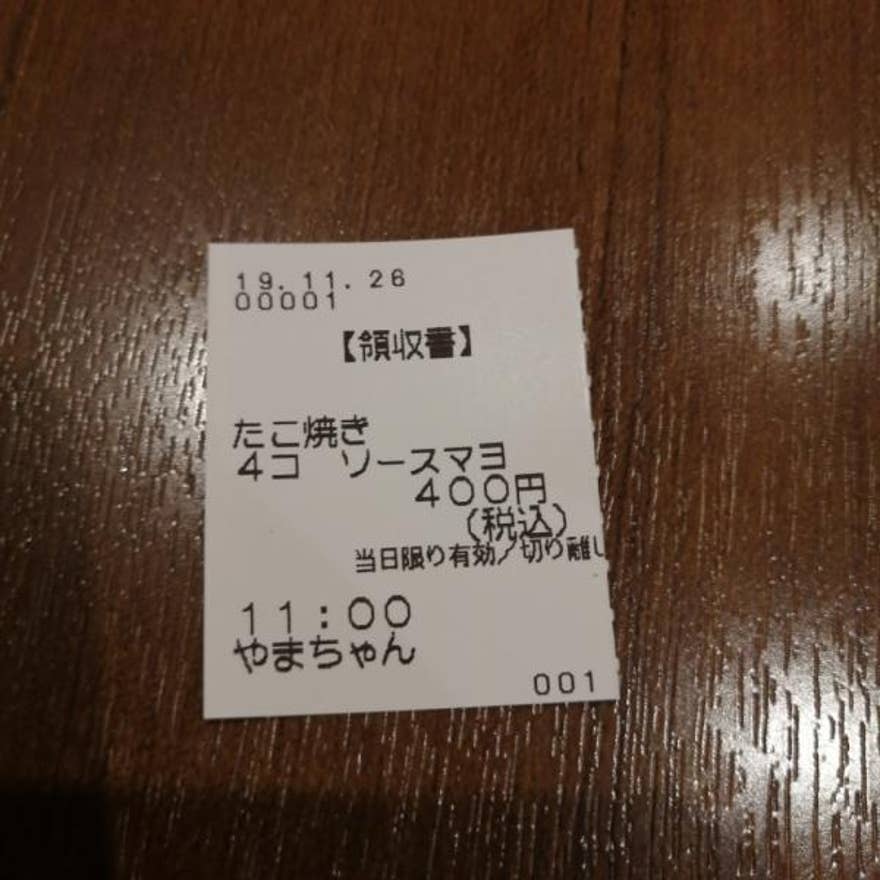 19.11.26
00001
【領収書】
たこ焼き
4コ ソースマヨ
400円
(税込)
当日限り有効/切り離し
11:00
やまちゃん
001